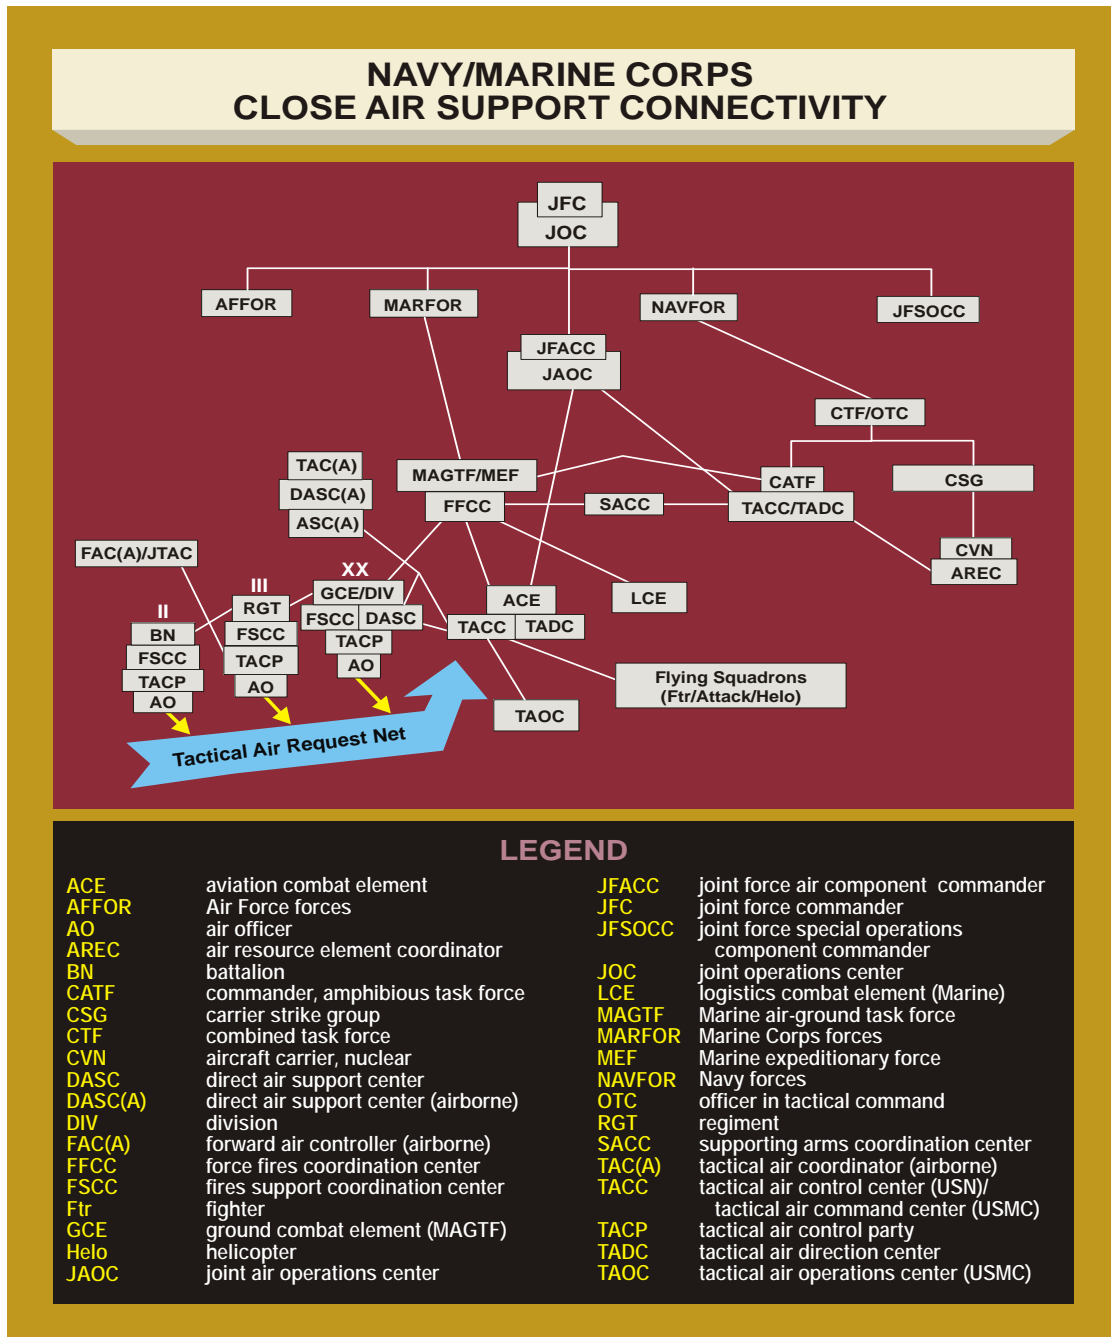 NAVY/MARINE CORPS
CLOSE AIR SUPPORT CONNECTIVITY
JFC
JOC
AFFOR
MARFOR
NAVFOR
JFSOCC
JFACC
JAOC
CTF/OTC
TAC(A)
DASC(A)
ASC(A)
MAGTF/MEF
FFCC
SACC
CATF
TACC/TADC
CSG
CVN
AREC
FAC(A)/JTAC
II
BN
FSCC
TACP
AO
III
RGT
FSCC
TACP
AO
XX
GCE/DIV
FSCC
DASC
TACP
AO
ACE
TACC
TADC
LCE
Flying Squadrons
(Ftr/Attack/Helo)
TAOC
Tactical Air Request Net
LEGEND
ACE aviation combat element
AFFOR Air Force forces
AO air officer
AREC air resource element coordinator
BN battalion
CATF commander, amphibious task force
CSG carrier strike group
CTF combined task force
CVN aircraft carrier, nuclear
DASC direct air support center
DASC(A) direct air support center (airborne)
DIV division
FAC(A) forward air controller (airborne)
FFCC force fires coordination center
FSCC fires support coordination center
Ftr fighter
GCE ground combat element (MAGTF)
Helo helicopter
JAOC joint air operations center
JFACC joint force air component commander
JFC joint force commander
JFSOCC joint force special operations
component commander
JOC joint operations center
LCE logistics combat element (Marine)
MAGTF Marine air-ground task force
MARFOR Marine Corps forces
MEF Marine expeditionary force
NAVFOR Navy forces
OTC officer in tactical command
RGT regiment
SACC supporting arms coordination center
TAC(A) tactical air coordinator (airborne)
TACC tactical air control center (USN)/
tactical air command center (USMC)
TACP tactical air control party
TADC tactical air direction center
TAOC tactical air operations center (USMC)